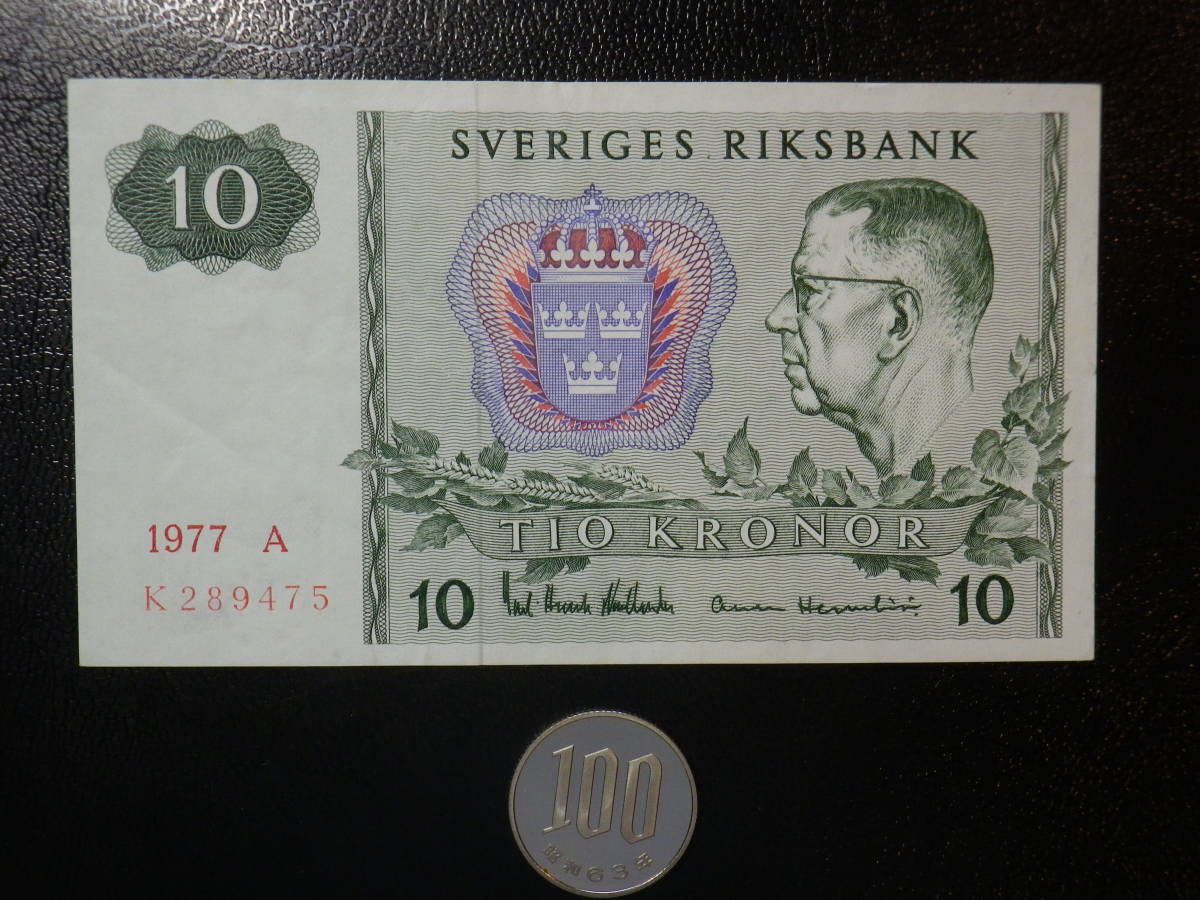 SVERIGES RIKSBANK
10
TIO KRONOR
1977 A
K289475
10 10
100
昭和63年